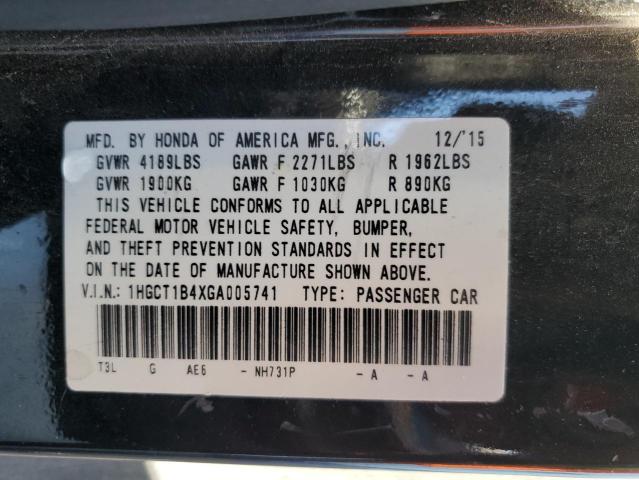 MFD. BY HONDA OF AMERICA MFG., INC. 12/'15
GVWR 4189LBS GAWR F 2271LBS R 1962LBS
GVWR 1900KG GAWR F 1030KG R 890KG
THIS VEHICLE CONFORMS TO ALL APPLICABLE
FEDERAL MOTOR VEHICLE SAFETY, BUMPER,
AND THEFT PREVENTION STANDARDS IN EFFECT
ON THE DATE OF MANUFACTURE SHOWN ABOVE.
V.I.N.: 1HGCT1B4XGA005741 TYPE: PASSENGER CAR
T3L G AE6 - NH731P - A - A